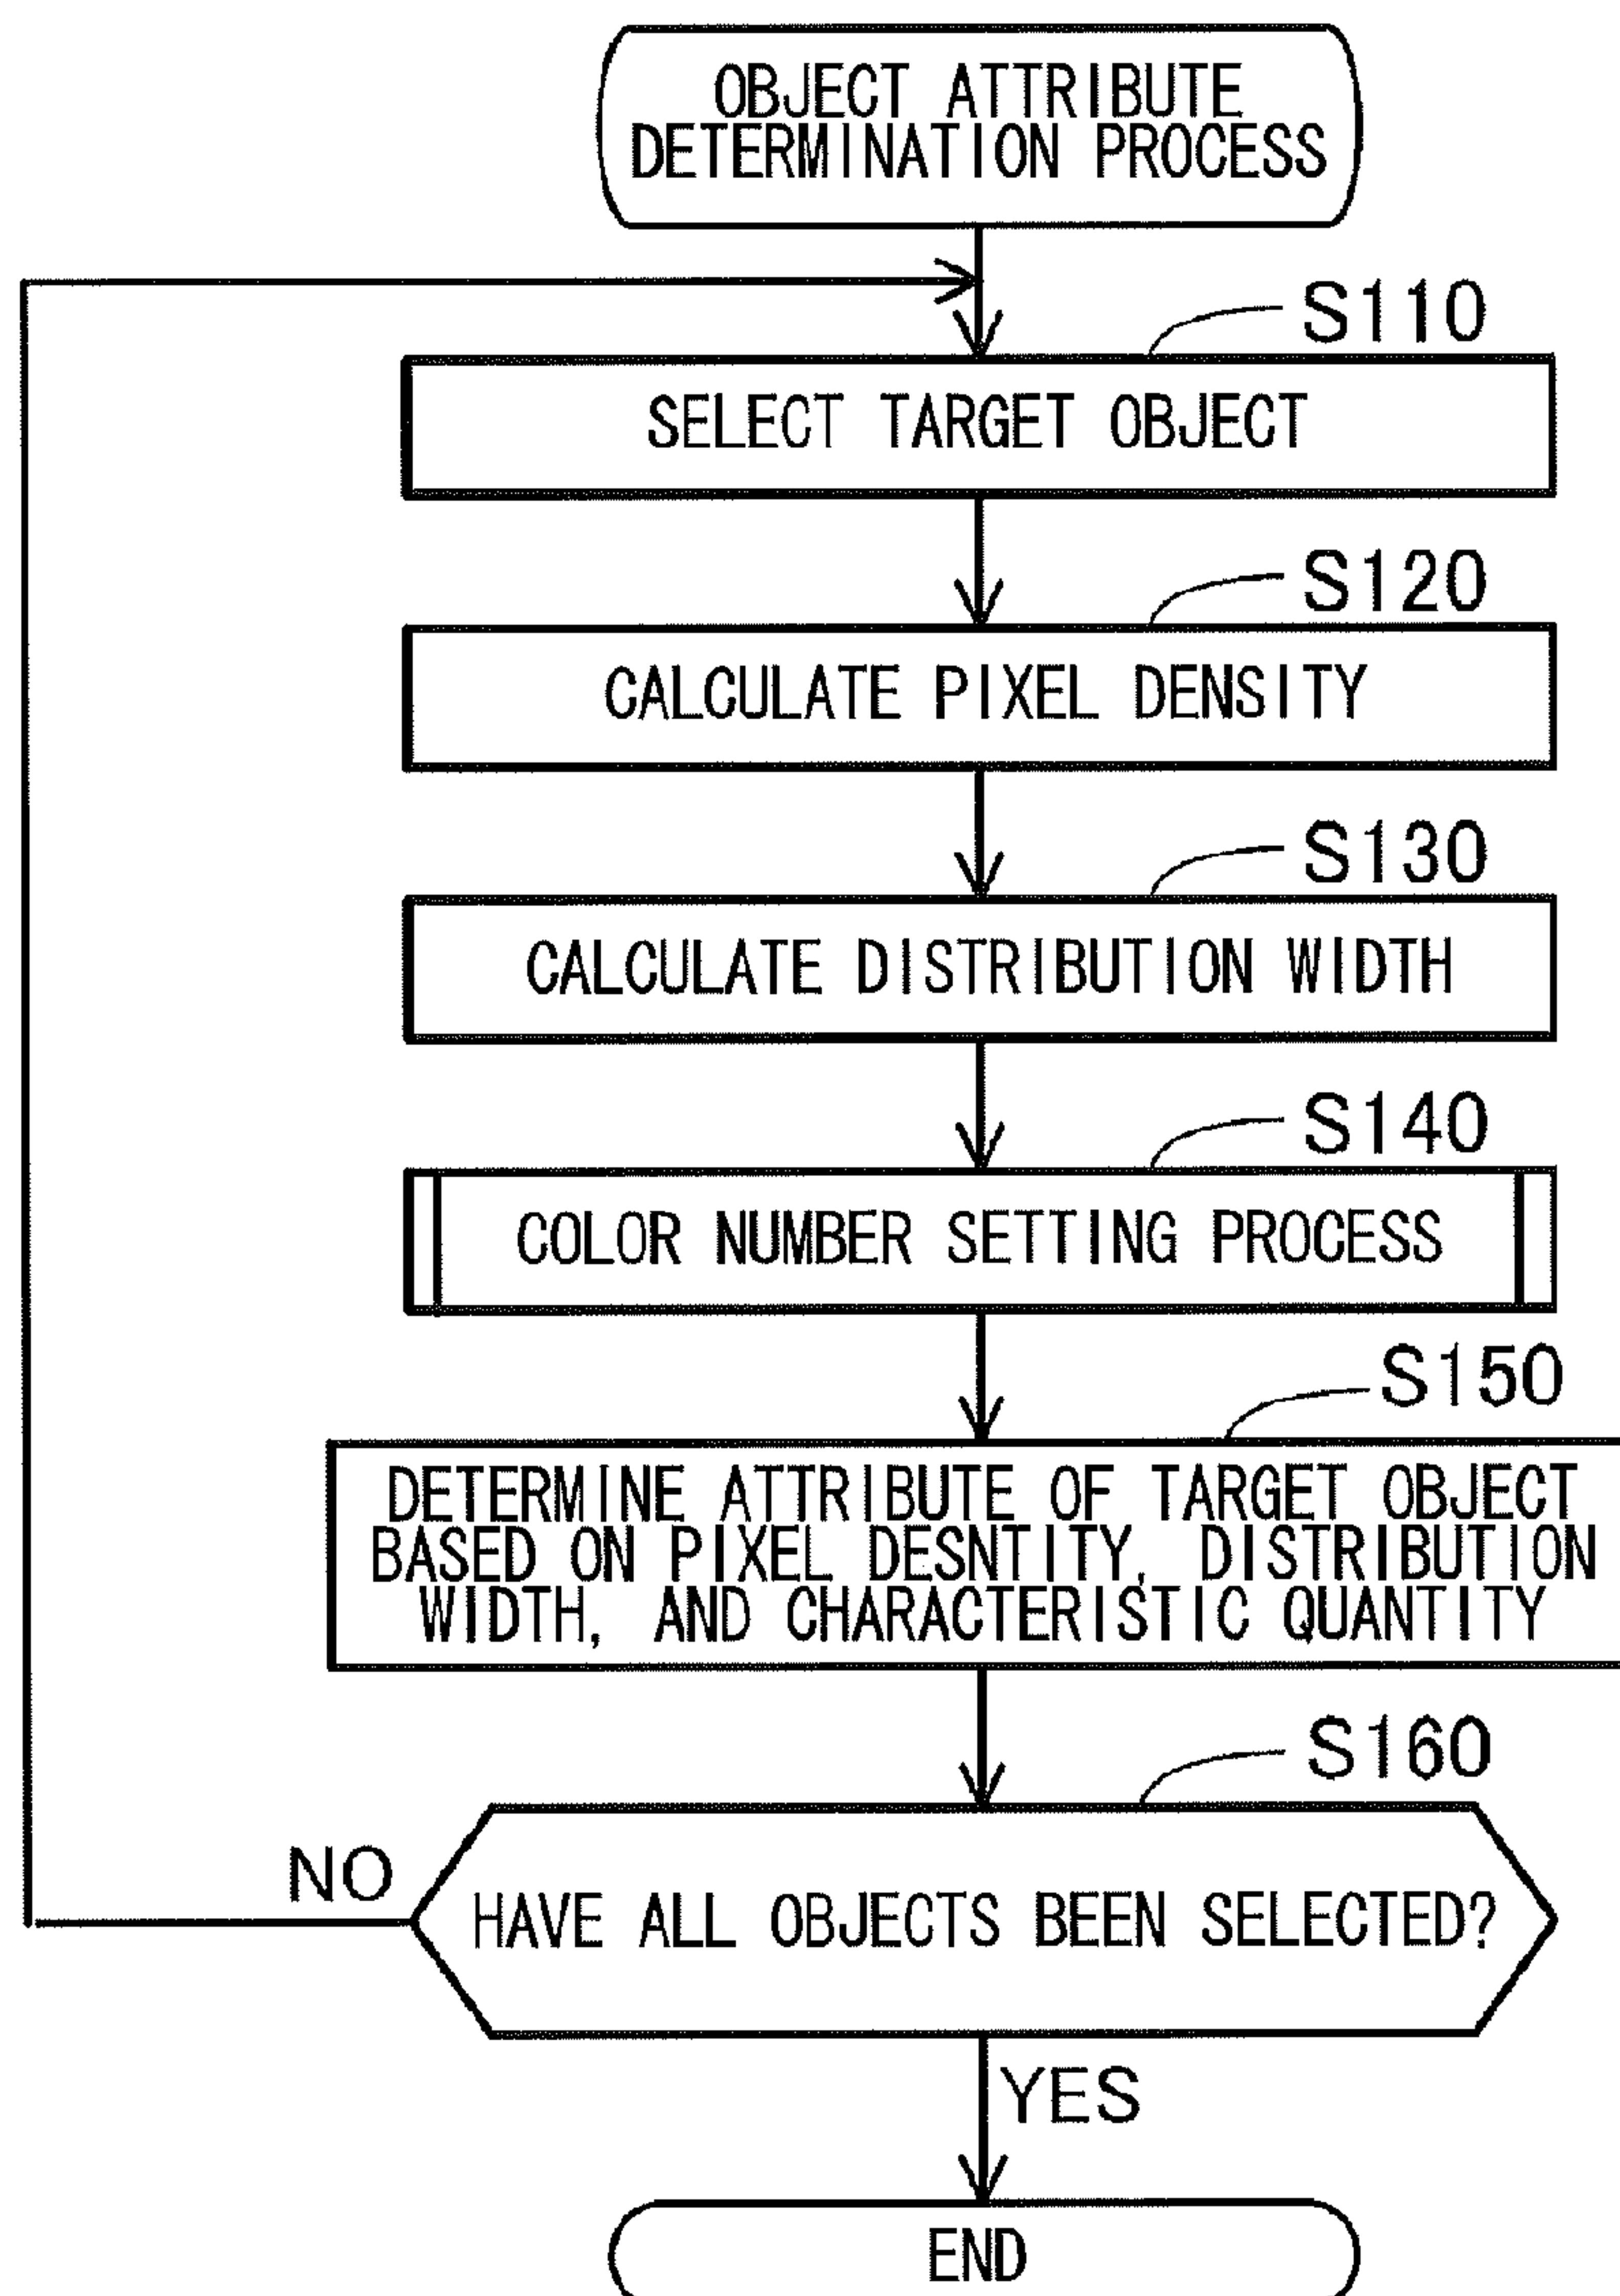 OBJECT ATTRIBUTE
DETERMINATION PROCESS
S110
SELECT TARGET OBJECT
S120
CALCULATE PIXEL DENSITY
S130
CALCULATE DISTRIBUTION WIDTH
S140
COLOR NUMBER SETTING PROCESS
S150
DETERMINE ATTRIBUTE OF TARGET OBJECT
BASED ON PIXEL DESNTITY, DISTRIBUTION
WIDTH, AND CHARACTERISTIC QUANTITY
S160
NO
HAVE ALL OBJECTS BEEN SELECTED?
YES
END